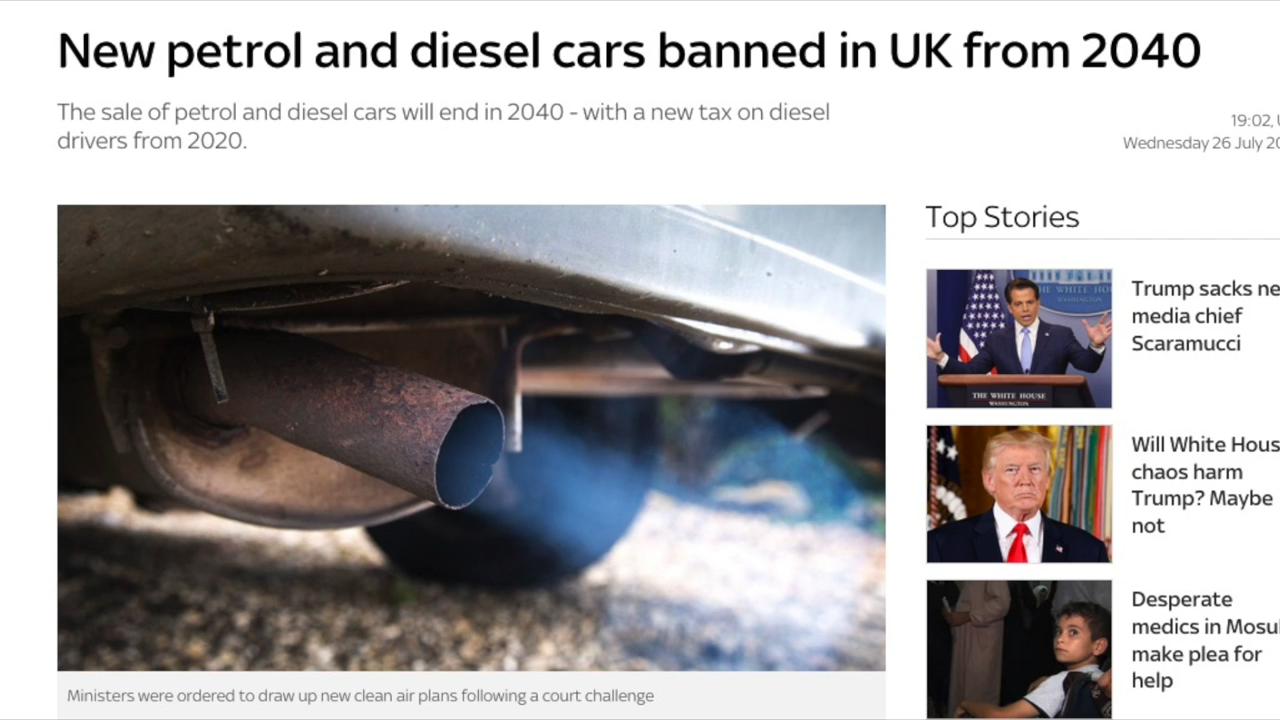 New petrol and diesel cars banned in UK from 2040
The sale of petrol and diesel cars will end in 2040 - with a new tax on diesel
drivers from 2020.
19:02,
Wednesday 26 July
Top Stories
THE WHITE
WASHINGTON
THE WHITE HOUSE
WASHINGTON
Trump sacks
media chief
Scaramucci
Will White
chaos harm
Trump? Maybe
not
Desperate
medics in
make plea for
help
Ministers were ordered to draw up new clean air plans following a court challenge